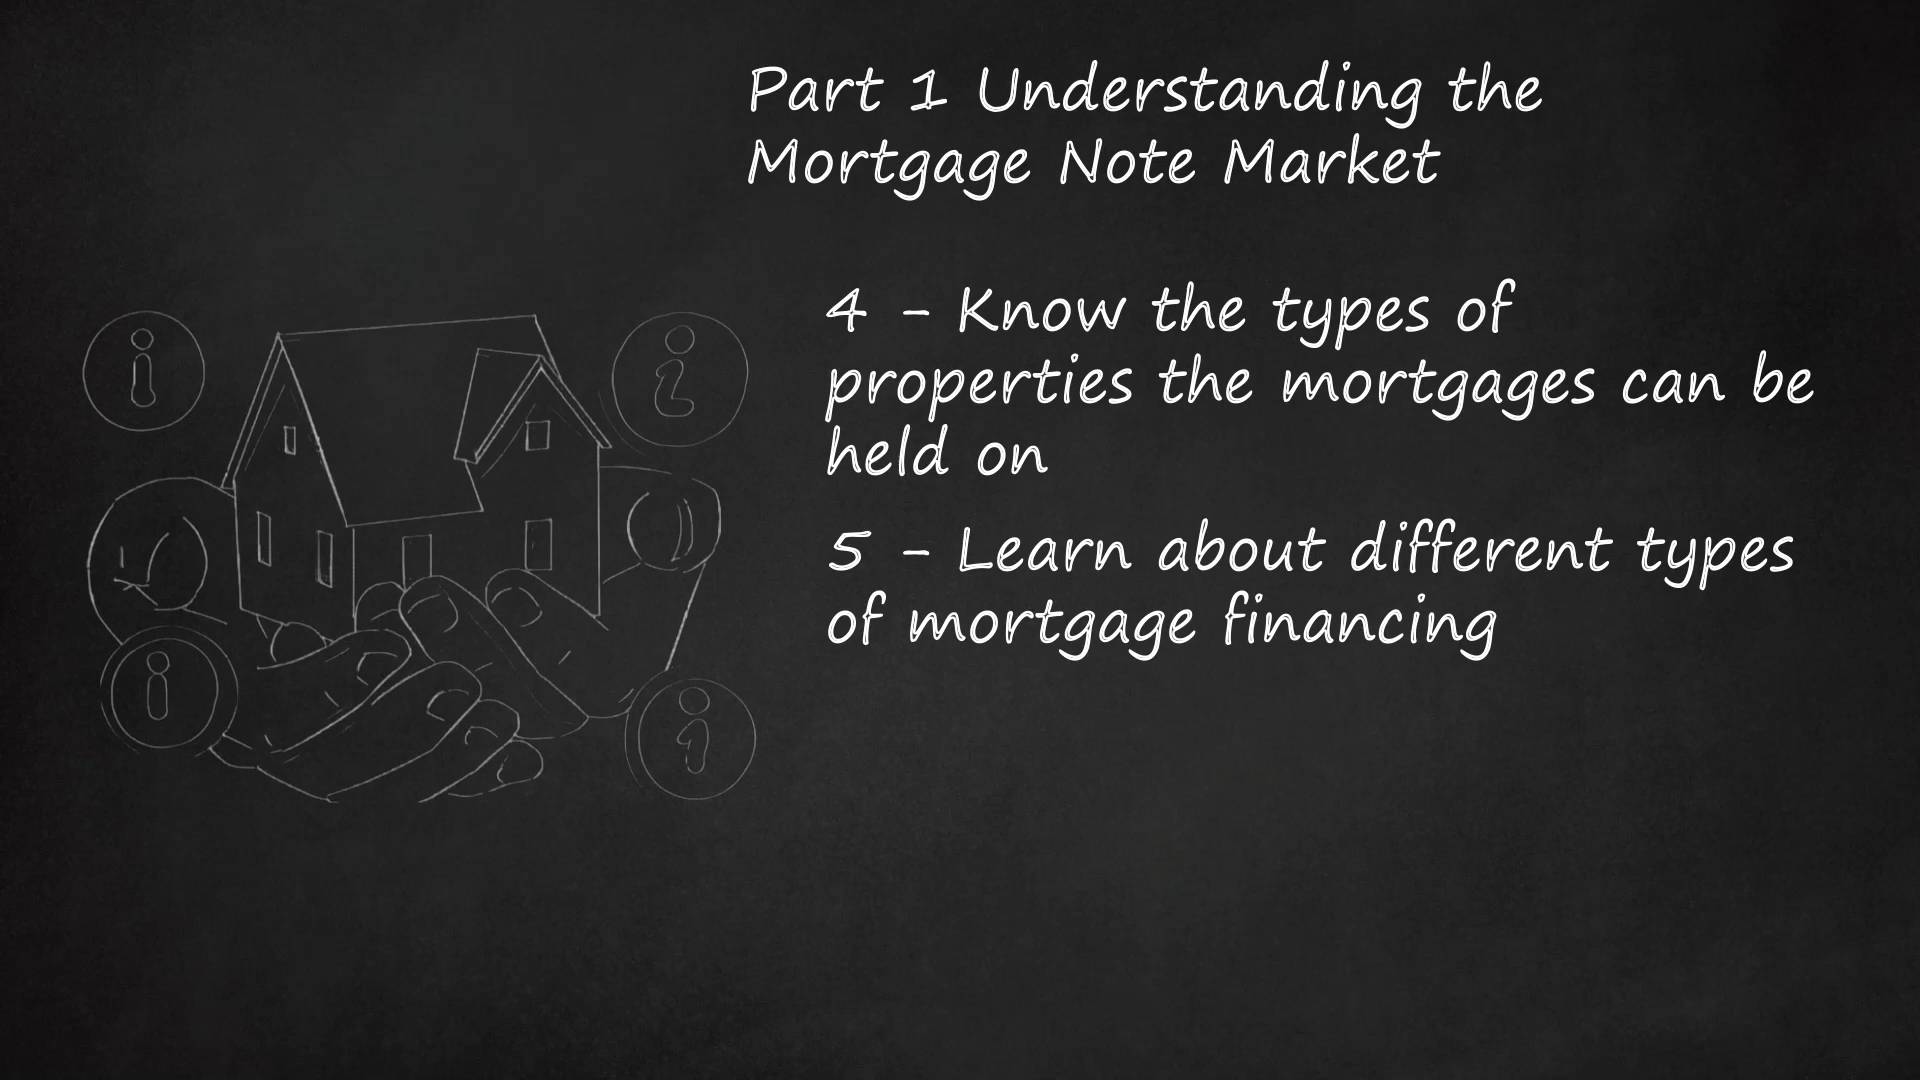 Part 1 Understanding the
Mortgage Note Market
4 - Know the types of
properties the mortgages can be
held on
5 - Learn about different types
of mortgage financing
i
i
i
i